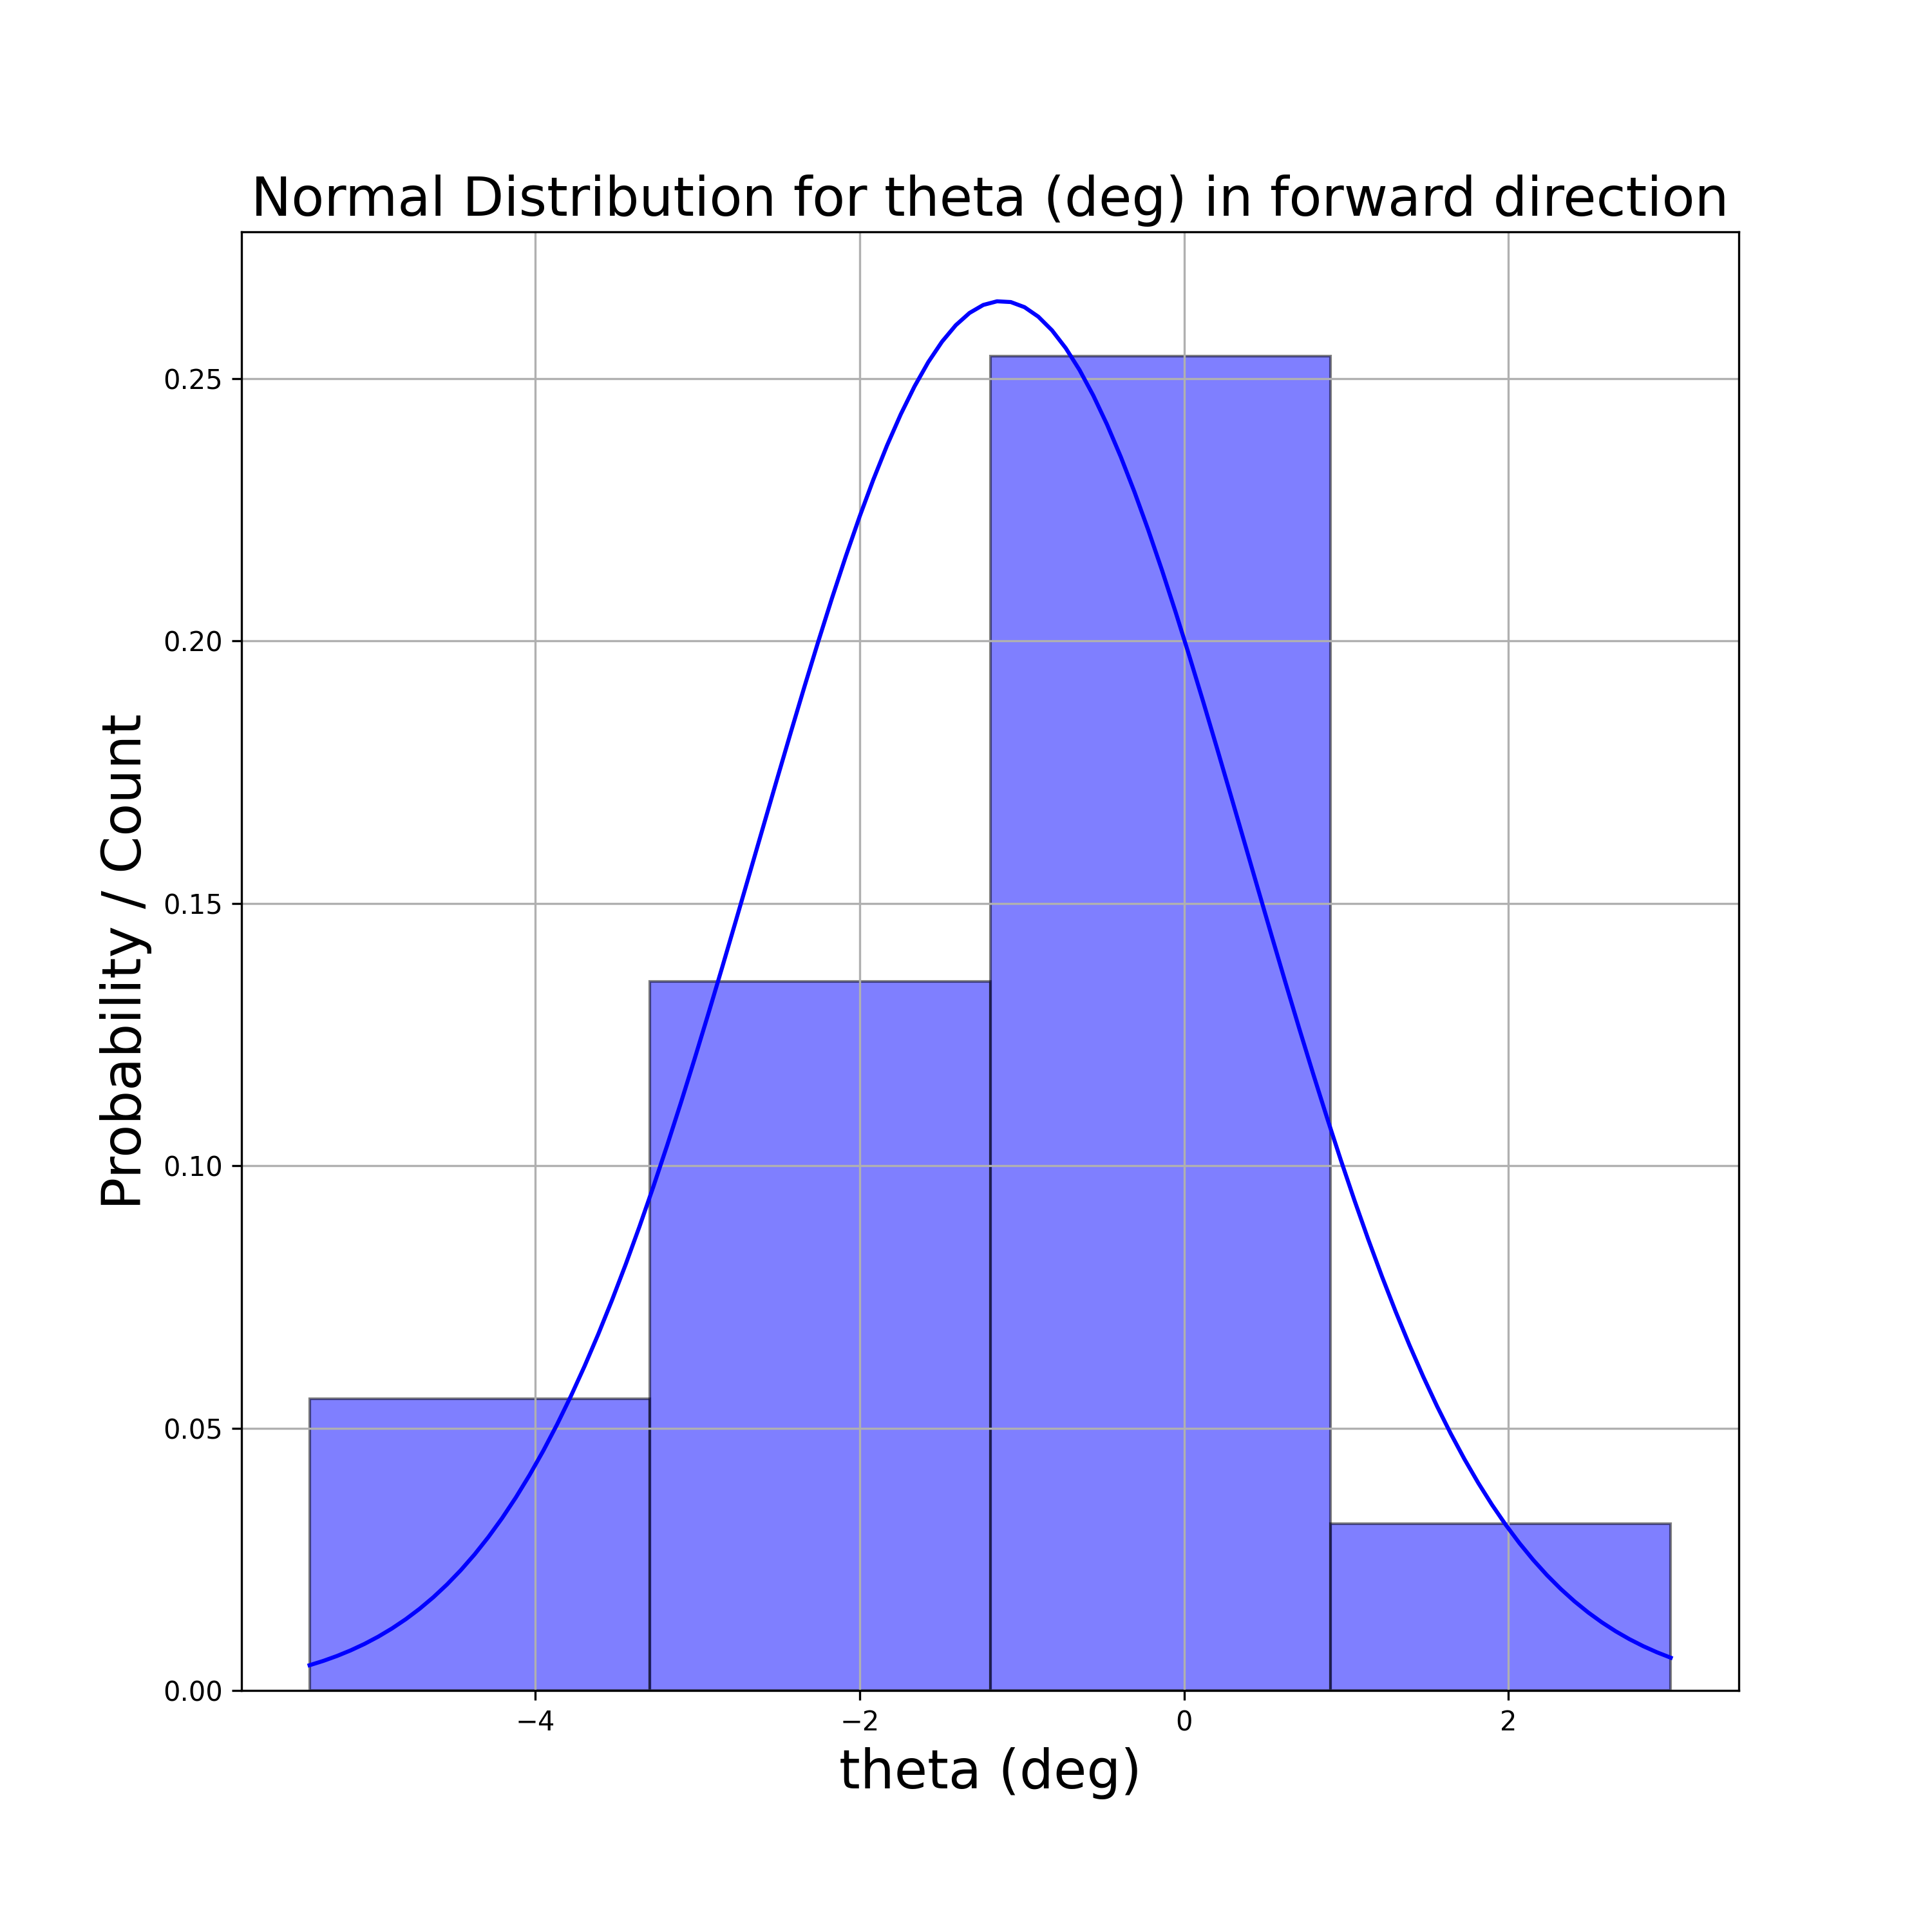 Normal Distribution for theta (deg) in forward direction
0.25
0.20
0.15
0.10
0.05
0.00
Probability / Count
−4 −2 0 2
theta (deg)